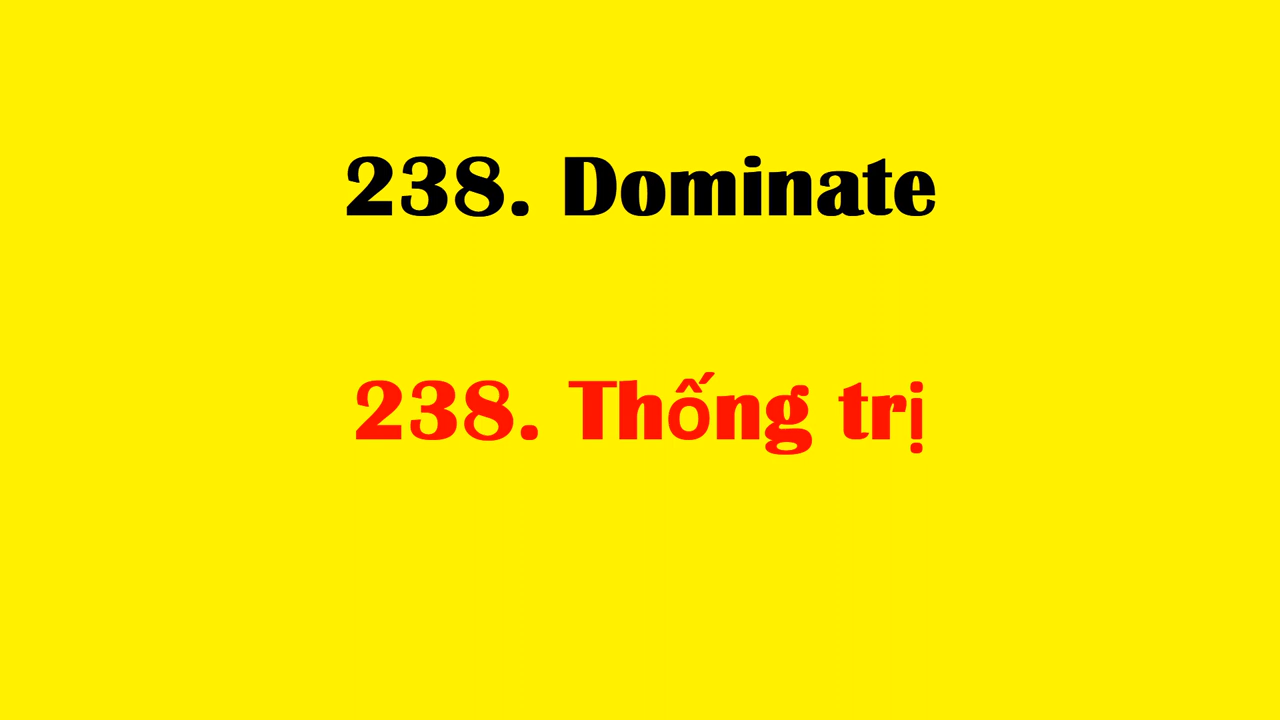 238. Dominate
238. Thống trị